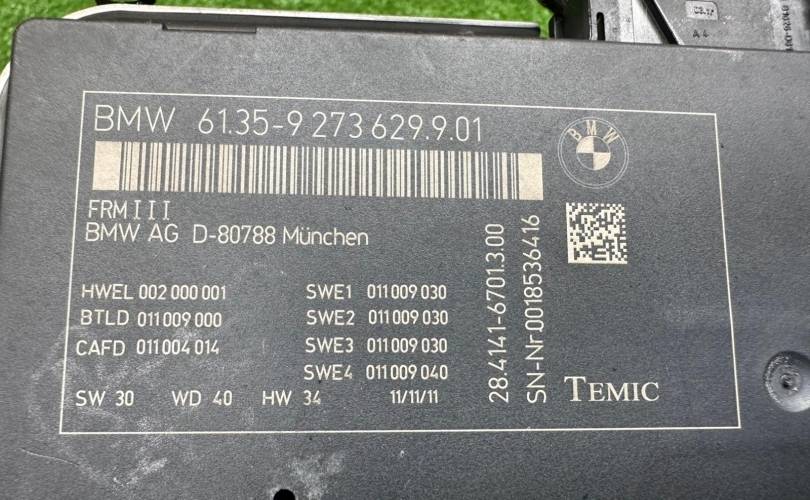 BMW 61.35-9 273 629.9.01
BMW
FRM III
BMW AG D-80788 München
HWEL 002 000 001 SWE1 011 009 030
BTLD 011 009 000 SWE2 011 009 030
CAFD 011 004 014 SWE3 011 009 030
SWE4 011 009 040
SW 30 WD 40 HW 34 11/11/11
28.4141-6701.3.00
SN-Nr.0018536416
TEMIC
A 4